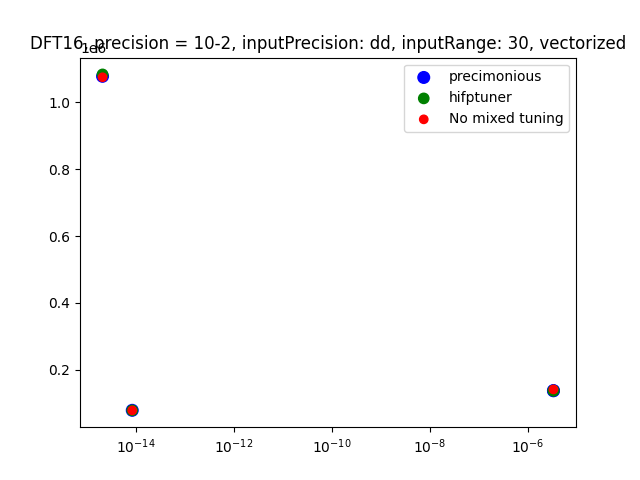 DFT16, precision = 10-2, inputPrecision: dd, inputRange: 30, vectorized
1e6
precimonious
hifptuner
No mixed tuning
1.0
0.8
0.6
0.4
0.2
10⁻¹⁴ 10⁻¹² 10⁻¹⁰ 10⁻⁸ 10⁻⁶